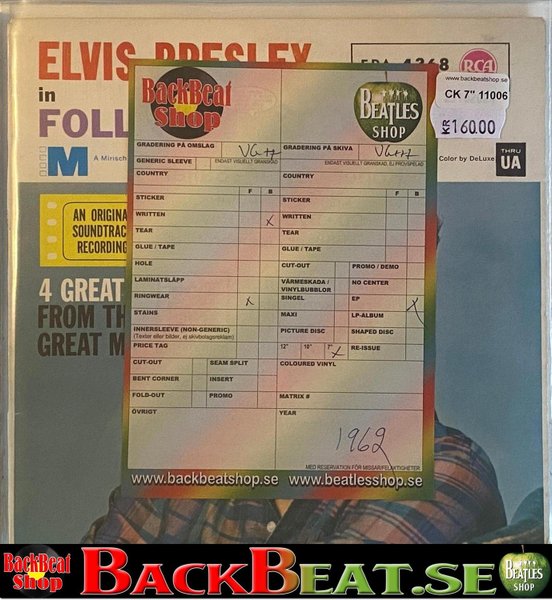 ELVIS PRESLEY
in
FOLL
EPA 4368 RCA
www.backbeatshop.se
CK 7" 11006
KR 160.00
M A Mirisch
Color by DeLuxe
THRU
UA
AN ORIGINA
SOUNDTRAC
RECORDING
4 GREAT
FROM TH
GREAT M
BackBeat
Shop
BEATLES
SHOP
GRADERING PÅ OMSLAG VG++
GENERIC SLEEVE ENDAST VISUELLT GRANSKAD
COUNTRY
F B
STICKER
WRITTEN x
TEAR
GLUE / TAPE
HOLE
LAMINATSLÄPP
RINGWEAR x
STAINS
INNERSLEEVE (NON-GENERIC)
(Texter eller bilder, ej skivbolagsreklam)
PRICE TAG
CUT-OUT SEAM SPLIT
BENT CORNER INSERT
FOLD-OUT PROMO
ÖVRIGT
GRADERING PÅ SKIVA VG++
ENDAST VISUELLT GRANSKAD, EJ PROVSPELAD
COUNTRY
F B
STICKER
WRITTEN
TEAR
GLUE / TAPE
CUT-OUT PROMO / DEMO
VÄRMESKADA / NO CENTER
VINYLBUBBLOR
SINGEL EP x
MAXI LP-ALBUM
PICTURE DISC SHAPED DISC
12" 10" 7" x RE-ISSUE
COLOURED VINYL
MATRIX #
YEAR
1962
MED RESERVATION FÖR MISSAR/FELAKTIGHETER
www.backbeatshop.se www.beatlesshop.se
BackBeat
Shop
BACKBEAT.SE
BEATLES
SHOP